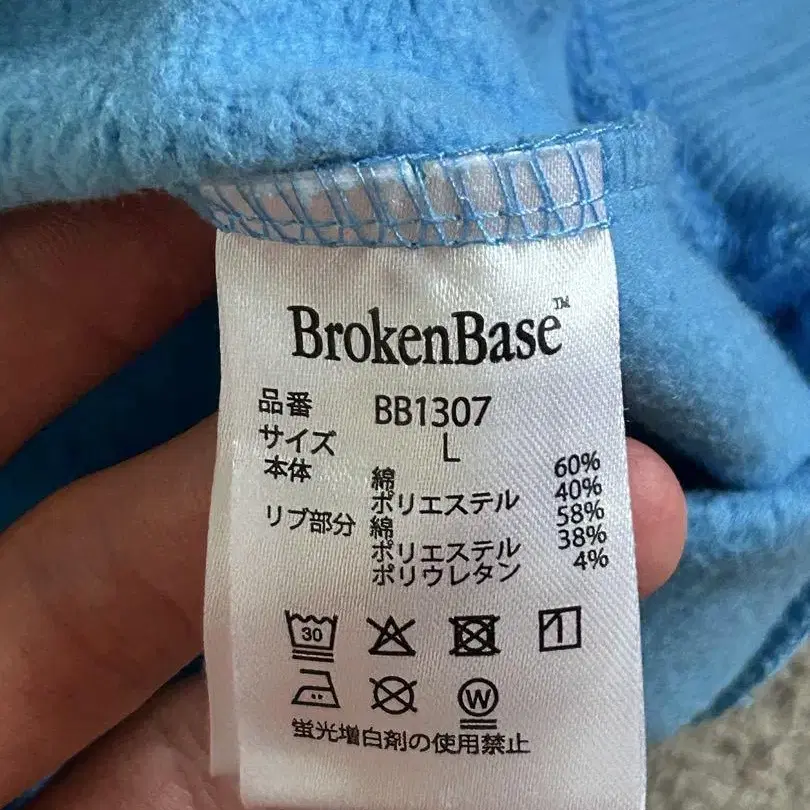 BrokenBase™
品番 BB1307
サイズ L
本体 綿 60%
ポリエステル 40%
リブ部分 綿 58%
ポリエステル 38%
ポリウレタン 4%
30
W
蛍光増白剤の使用禁止